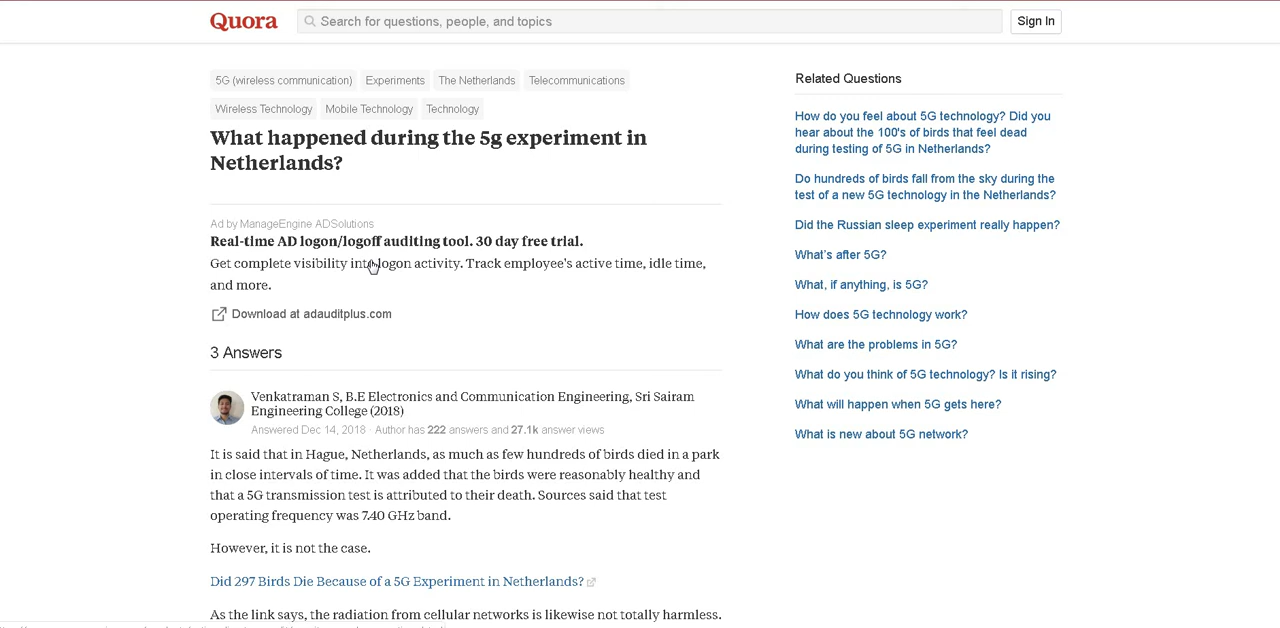 Quora
Search for questions, people, and topics
Sign In
5G (wireless communication) Experiments The Netherlands Telecommunications
Wireless Technology Mobile Technology Technology
What happened during the 5g experiment in
Netherlands?
Ad by ManageEngine ADSolutions
Real-time AD logon/logoff auditing tool. 30 day free trial.
Get complete visibility into logon activity. Track employee's active time, idle time,
and more.
Download at adauditplus.com
3 Answers
Venkatraman S, B.E Electronics and Communication Engineering, Sri Sairam
Engineering College (2018)
Answered Dec 14, 2018 · Author has 222 answers and 27.1k answer views
It is said that in Hague, Netherlands, as much as few hundreds of birds died in a park
in close intervals of time. It was added that the birds were reasonably healthy and
that a 5G transmission test is attributed to their death. Sources said that test
operating frequency was 7.40 GHz band.
However, it is not the case.
Did 297 Birds Die Because of a 5G Experiment in Netherlands?
As the link says, the radiation from cellular networks is likewise not totally harmless.
Related Questions
How do you feel about 5G technology? Did you
hear about the 100's of birds that feel dead
during testing of 5G in Netherlands?
Do hundreds of birds fall from the sky during the
test of a new 5G technology in the Netherlands?
Did the Russian sleep experiment really happen?
What's after 5G?
What, if anything, is 5G?
How does 5G technology work?
What are the problems in 5G?
What do you think of 5G technology? Is it rising?
What will happen when 5G gets here?
What is new about 5G network?